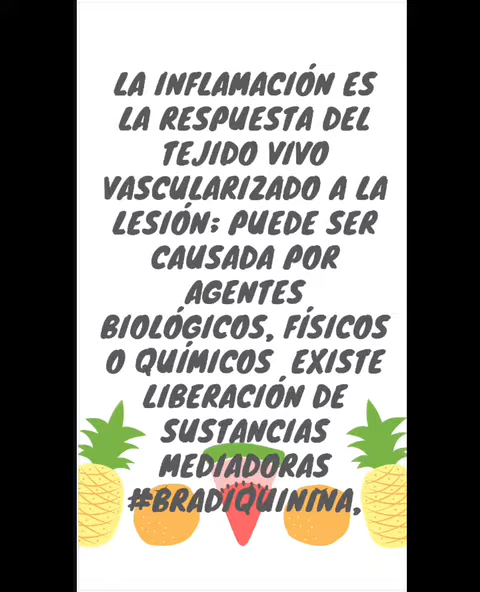 LA INFLAMACIÓN ES
LA RESPUESTA DEL
TEJIDO VIVO
VASCULARIZADO A LA
LESIÓN; PUEDE SER
CAUSADA POR
AGENTES
BIOLÓGICOS, FÍSICOS
O QUÍMICOS EXISTE
LIBERACIÓN DE
SUSTANCIAS
MEDIADORAS
#BRADIQUININA,